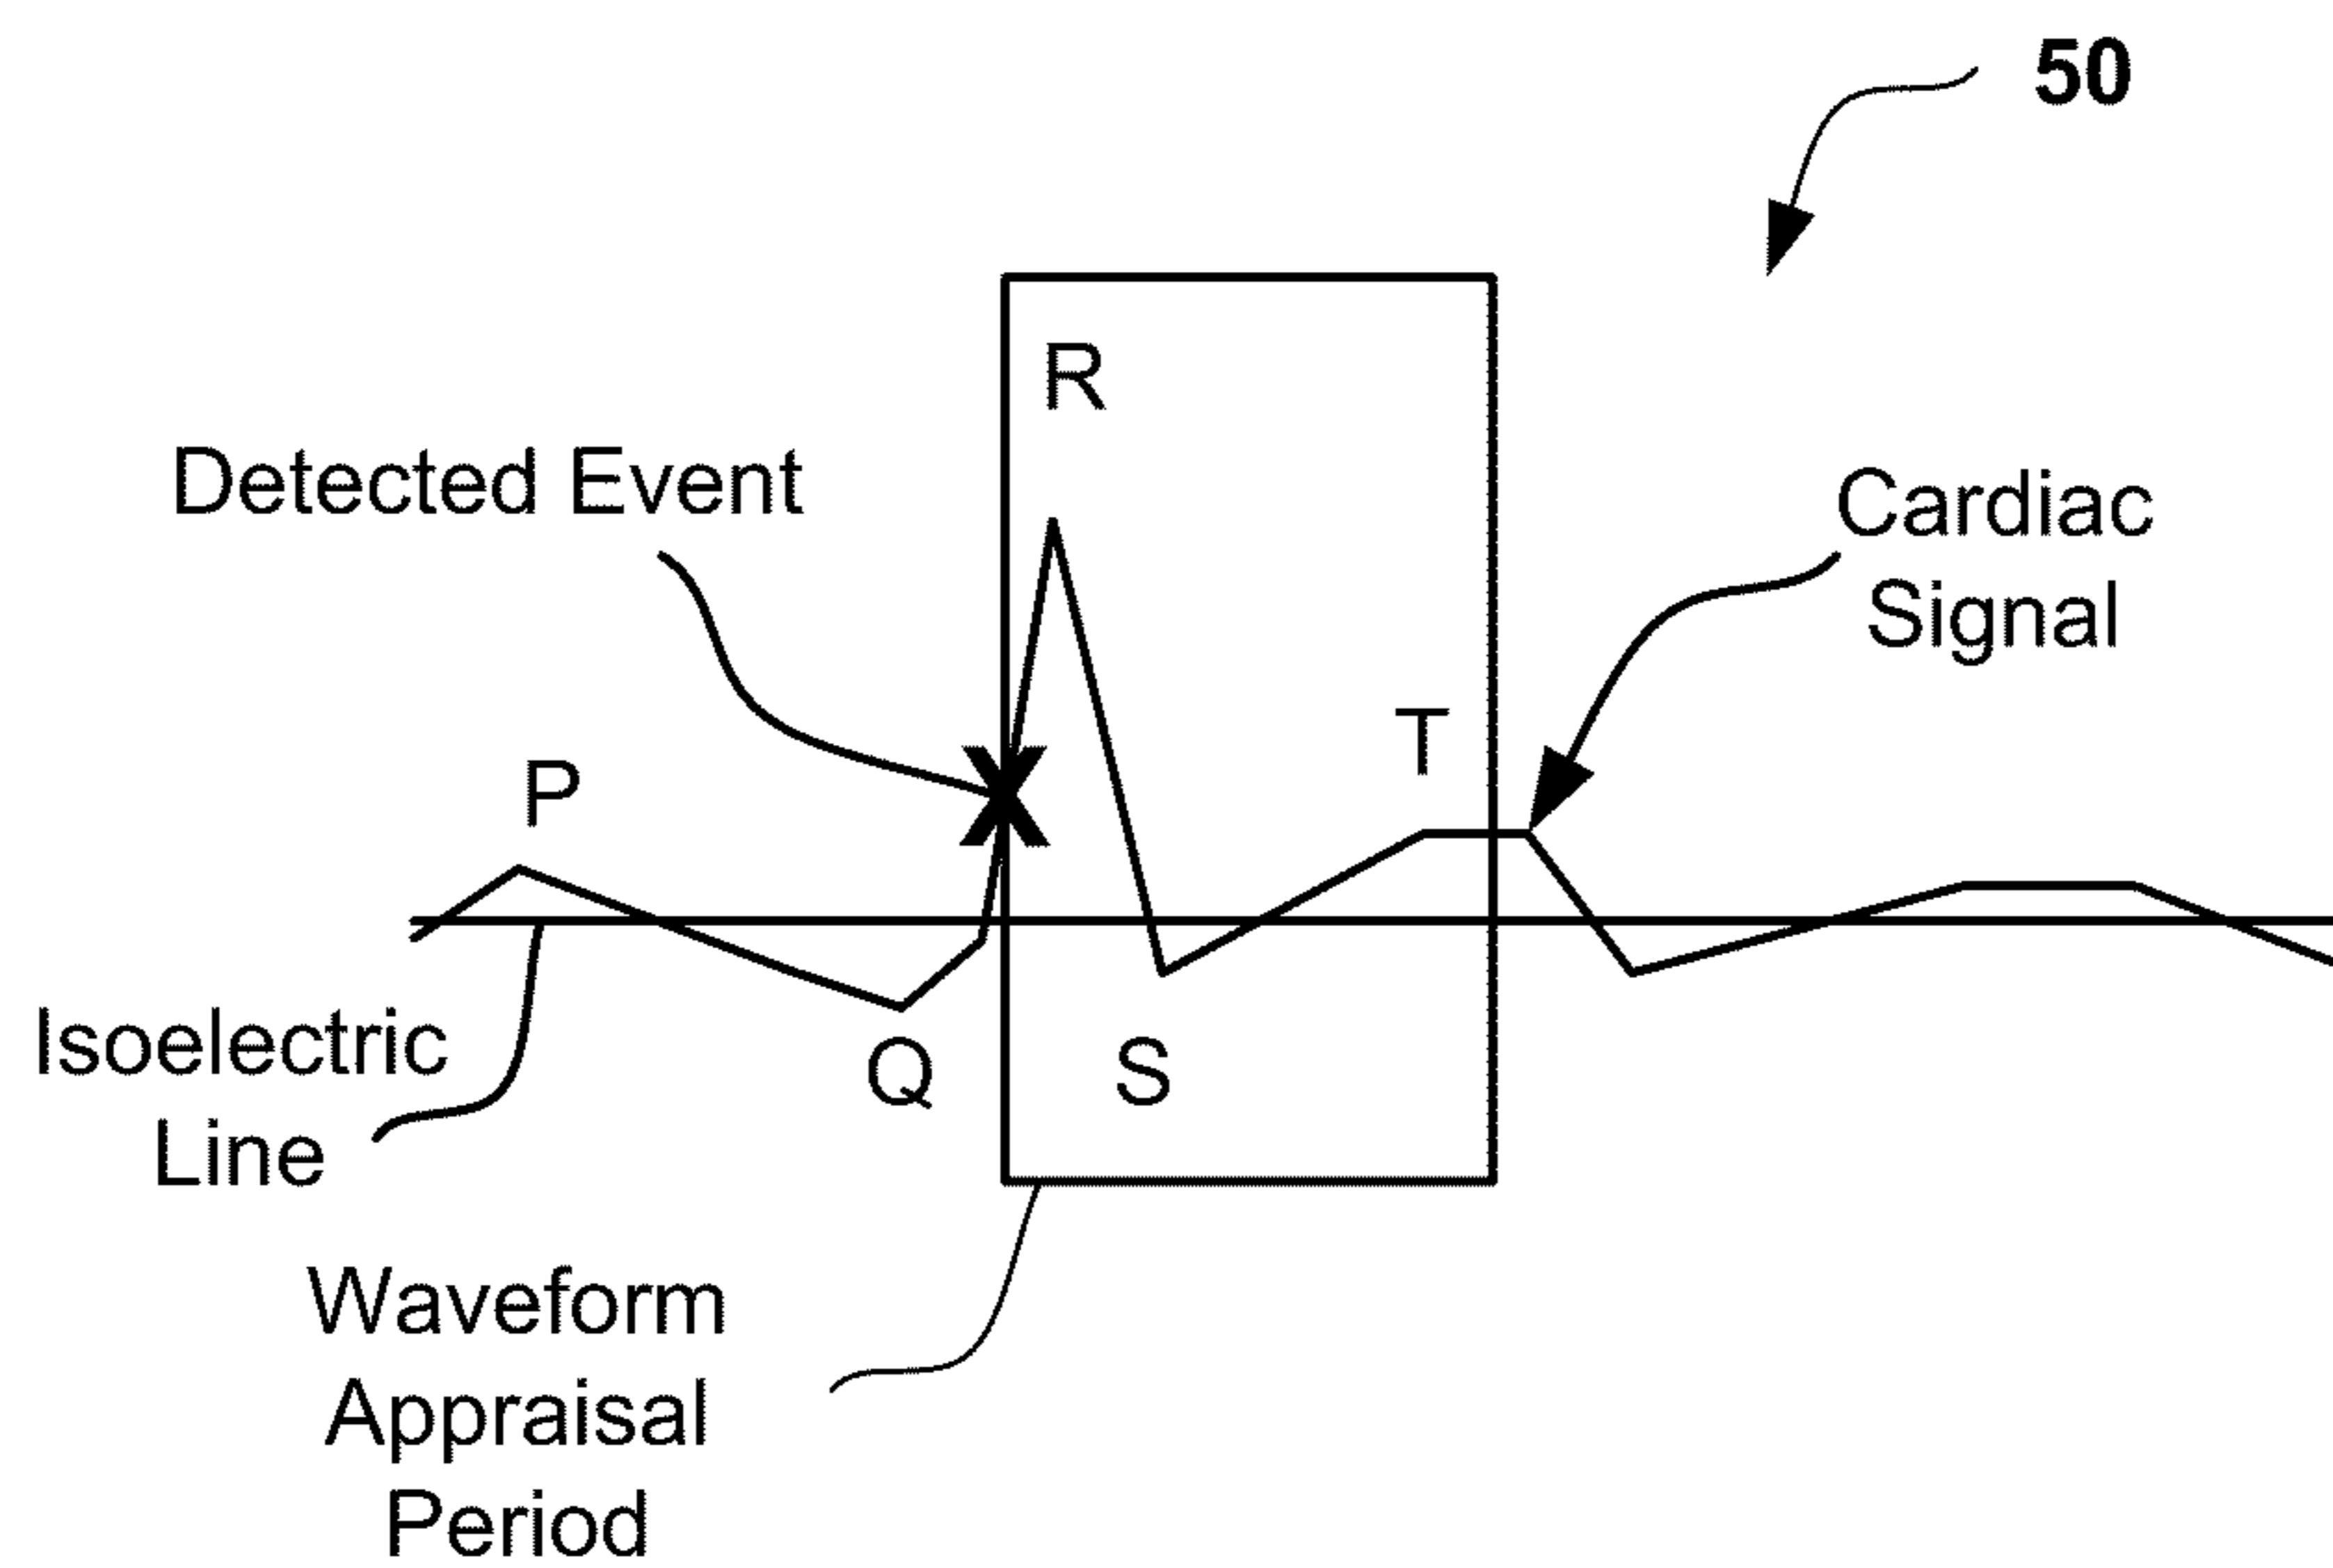 50
R
Detected Event
Cardiac
Signal
T
P
Isoelectric
Line
Q
S
X
Waveform
Appraisal
Period